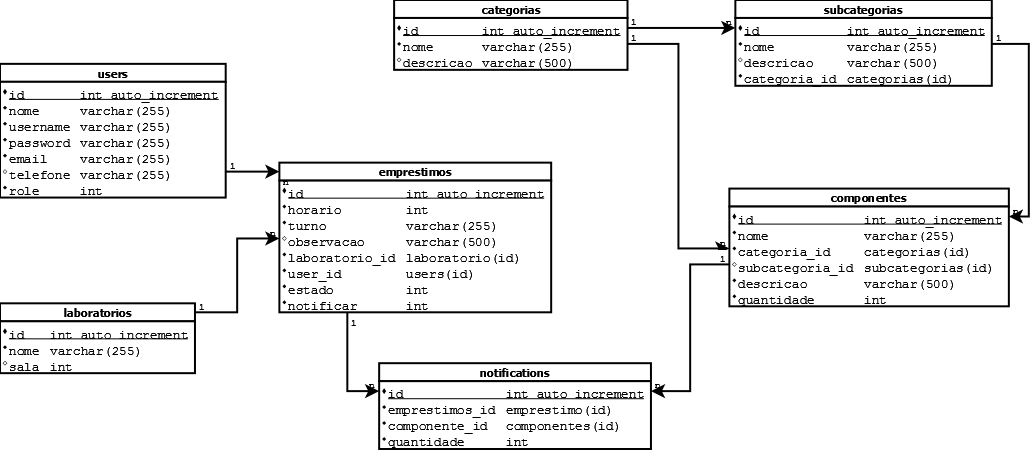 categorias
id int auto_increment
nome varchar(255)
descricao varchar(500)
1
1
n
subcategorias
id int auto_increment
nome varchar(255)
descricao varchar(500)
categoria_id categorias(id)
1
users
id int auto_increment
nome varchar(255)
username varchar(255)
password varchar(255)
email varchar(255)
telefone varchar(255)
role int
1
n
emprestimos
id int auto_increment
horario int
turno varchar(255)
observacao varchar(500)
laboratorio_id laboratorio(id)
user_id users(id)
estado int
notificar int
n
1
componentes
id int auto_increment
nome varchar(255)
categoria_id categorias(id)
subcategoria_id subcategorias(id)
descricao varchar(500)
quantidade int
n
n
1
laboratorios
id int auto_increment
nome varchar(255)
sala int
1
notifications
id int auto_increment
emprestimos_id emprestimo(id)
componente_id componentes(id)
quantidade int
n
n